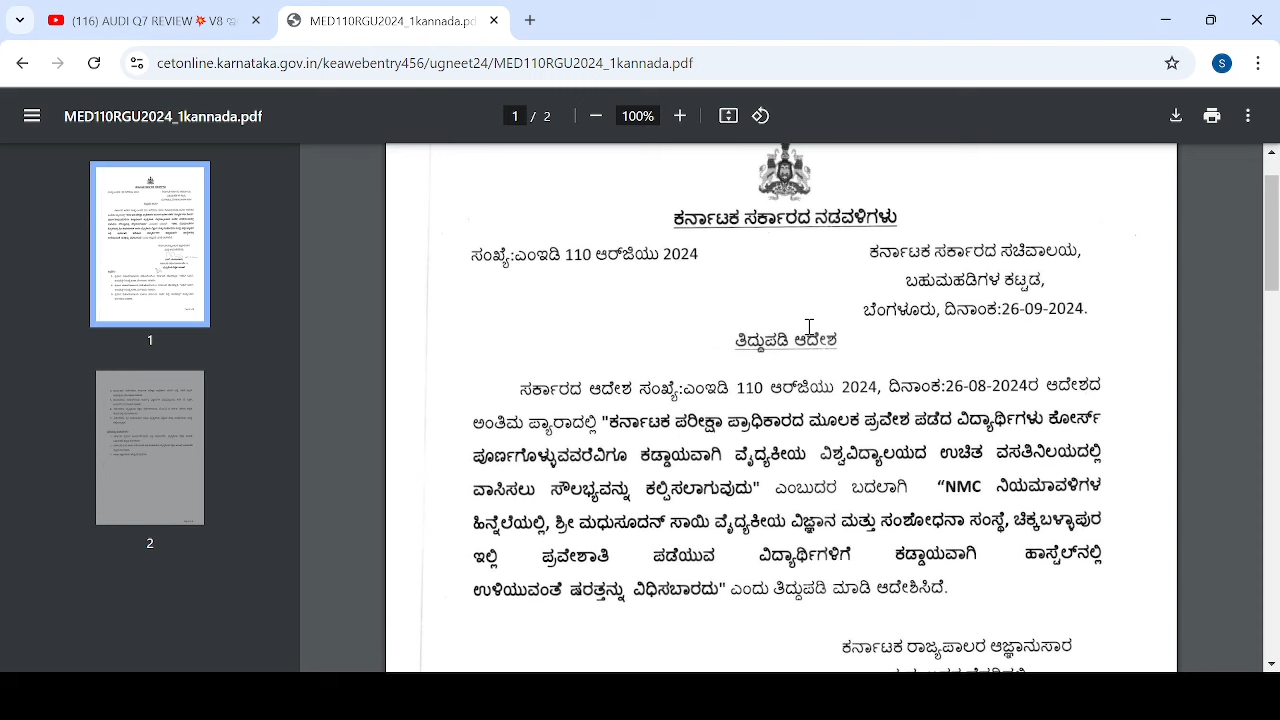 (116) AUDI Q7 REVIEW💥 V8
MED110RGU2024_1kannada.pd
cetonline.karnataka.gov.in/keawebentry456/ugneet24/MED110RGU2024_1kannada.pdf
S
MED110RGU2024_1kannada.pdf
1 / 2
100%
ಕರ್ನಾಟಕ ಸರ್ಕಾರದ ನಡವಳಿಗಳು
ಸಂಖ್ಯೆ:ಎಂಇಡಿ 110 ಆರ್‌ಜಿಯು 2024
ಕರ್ನಾಟಕ ಸರ್ಕಾರದ ಸಚಿವಾಲಯ,
ಬಹುಮಹಡಿಗಳ ಕಟ್ಟಡ,
ಬೆಂಗಳೂರು, ದಿನಾಂಕ:26-09-2024.
ತಿದ್ದುಪಡಿ ಆದೇಶ
ಸರ್ಕಾರದ ಆದೇಶ ಸಂಖ್ಯೆ:ಎಂಇಡಿ 110 ಆರ್‌ಜಿಯು 2024, ದಿನಾಂಕ:26-08-2024ರ ಆದೇಶದ
ಅಂತಿಮ ಪ್ಯಾರಾದಲ್ಲಿ "ಕರ್ನಾಟಕ ಪರೀಕ್ಷಾ ಪ್ರಾಧಿಕಾರದ ಮೂಲಕ ಪ್ರವೇಶ ಪಡೆದ ವಿದ್ಯಾರ್ಥಿಗಳು ಕೋರ್ಸ್
ಪೂರ್ಣಗೊಳ್ಳುವವರೆವಿಗೂ ಕಡ್ಡಾಯವಾಗಿ ವೈದ್ಯಕೀಯ ವಿಶ್ವವಿದ್ಯಾಲಯದ ಉಚಿತ ವಸತಿನಿಲಯದಲ್ಲಿ
ವಾಸಿಸಲು ಸೌಲಭ್ಯವನ್ನು ಕಲ್ಪಿಸಲಾಗುವುದು" ಎಂಬುದರ ಬದಲಾಗಿ “NMC ನಿಯಮಾವಳಿಗಳ
ಹಿನ್ನೆಲೆಯಲ್ಲಿ, ಶ್ರೀ ಮಧುಸೂದನ್ ಸಾಯಿ ವೈದ್ಯಕೀಯ ವಿಜ್ಞಾನ ಮತ್ತು ಸಂಶೋಧನಾ ಸಂಸ್ಥೆ, ಚಿಕ್ಕಬಳ್ಳಾಪುರ
ಇಲ್ಲಿ ಪ್ರವೇಶಾತಿ ಪಡೆಯುವ ವಿದ್ಯಾರ್ಥಿಗಳಿಗೆ ಕಡ್ಡಾಯವಾಗಿ ಹಾಸ್ಟೆಲ್‌ನಲ್ಲಿ
ಉಳಿಯುವಂತೆ ಷರತ್ತನ್ನು ವಿಧಿಸಬಾರದು" ಎಂದು ತಿದ್ದುಪಡಿ ಮಾಡಿ ಆದೇಶಿಸಿದೆ.
ಕರ್ನಾಟಕ ರಾಜ್ಯಪಾಲರ ಆಜ್ಞಾನುಸಾರ
1
2